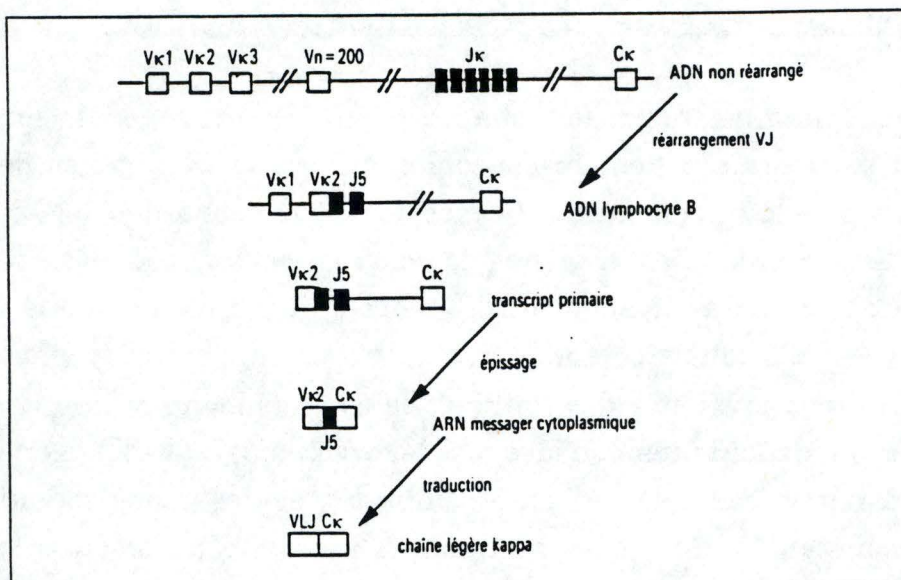 Vκ1 Vκ2 Vκ3 Vn = 200 Jκ Cκ
ADN non réarrangé
réarrangement VJ
Vκ1 Vκ2 J5 Cκ
ADN lymphocyte B
Vκ2 J5 Cκ
transcript primaire
épissage
Vκ2 Cκ
J5
ARN messager cytoplasmique
traduction
VLJ Cκ
chaîne légère kappa